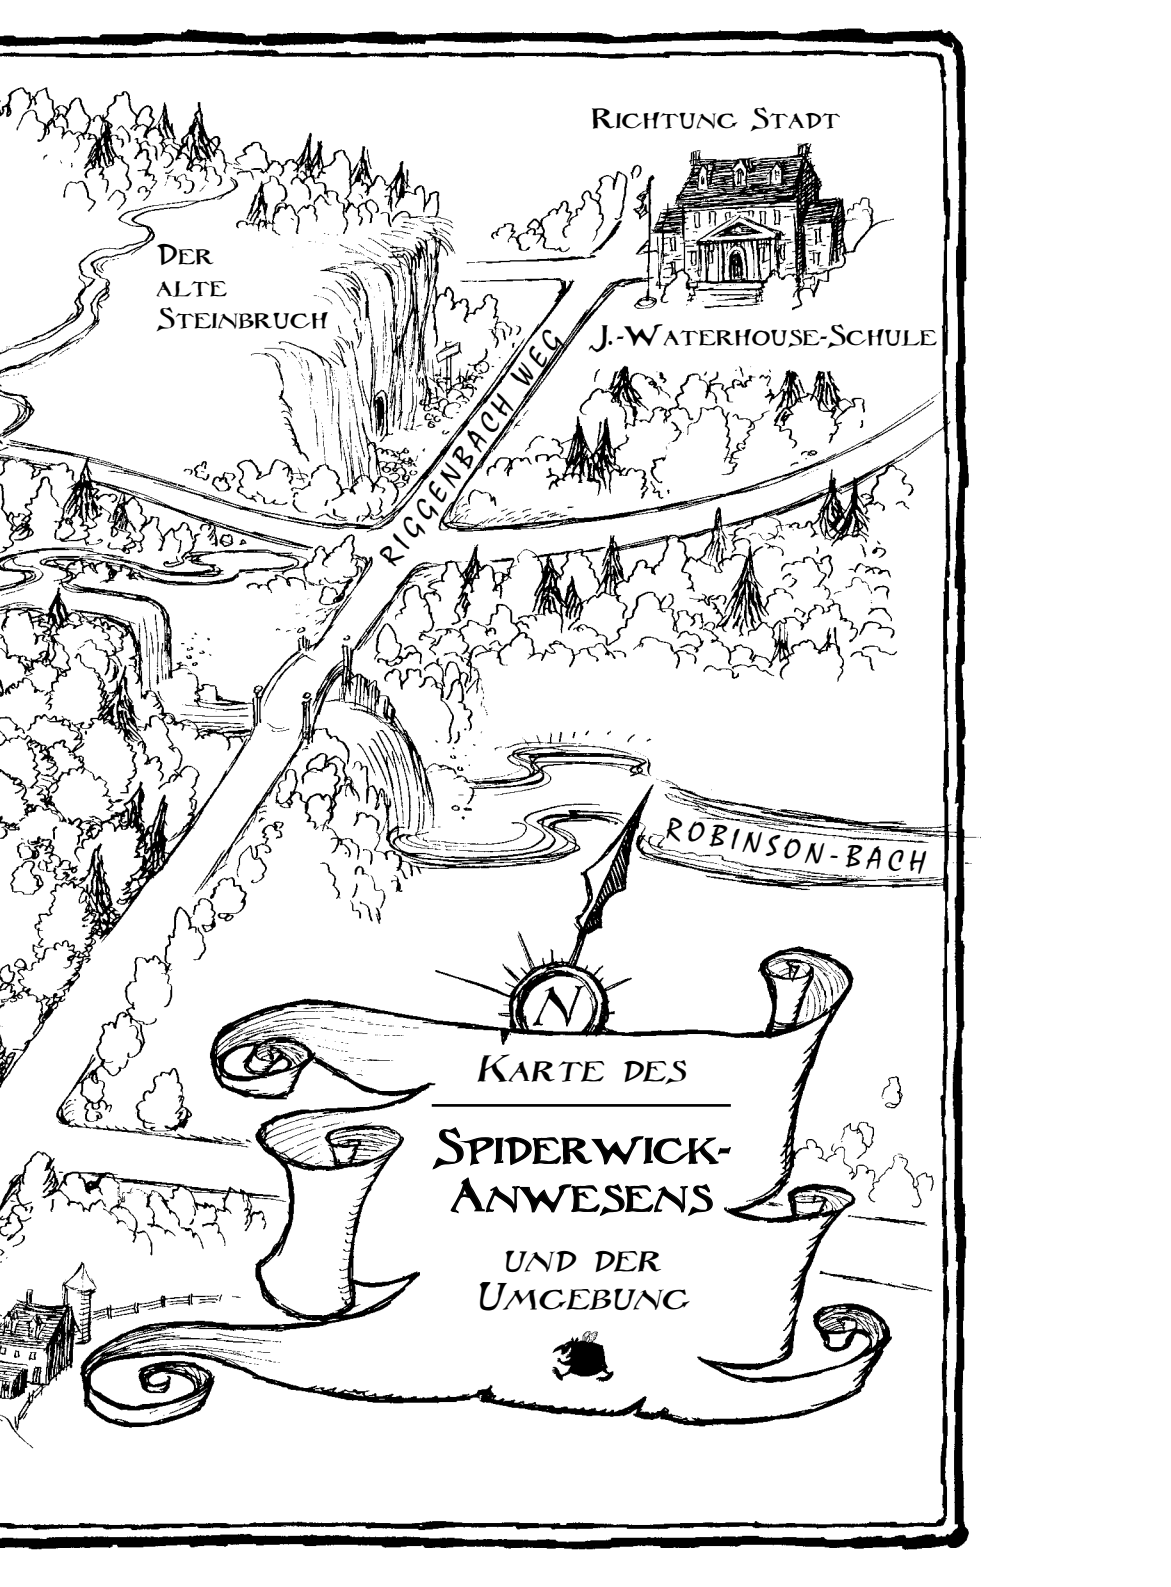 Richtung Stadt
Der
alte
Steinbruch
J.-Waterhouse-Schule
Riggenbach Weg
Robinson-Bach
N
Karte des
Spiderwick-
Anwesens
und der
Umgebung